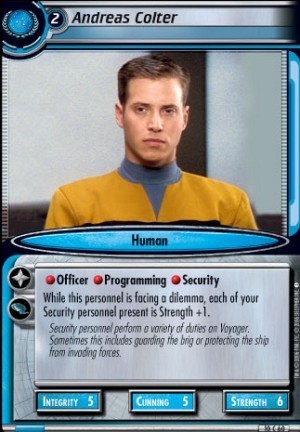 2 Andreas Colter
Human
Officer Programming Security
While this personnel is facing a dilemma, each of your
Security personnel present is Strength +1.
Security personnel perform a variety of duties on Voyager.
Sometimes this includes guarding the brig or protecting the ship
from invading forces.
INTEGRITY 5 CUNNING 5 STRENGTH 6